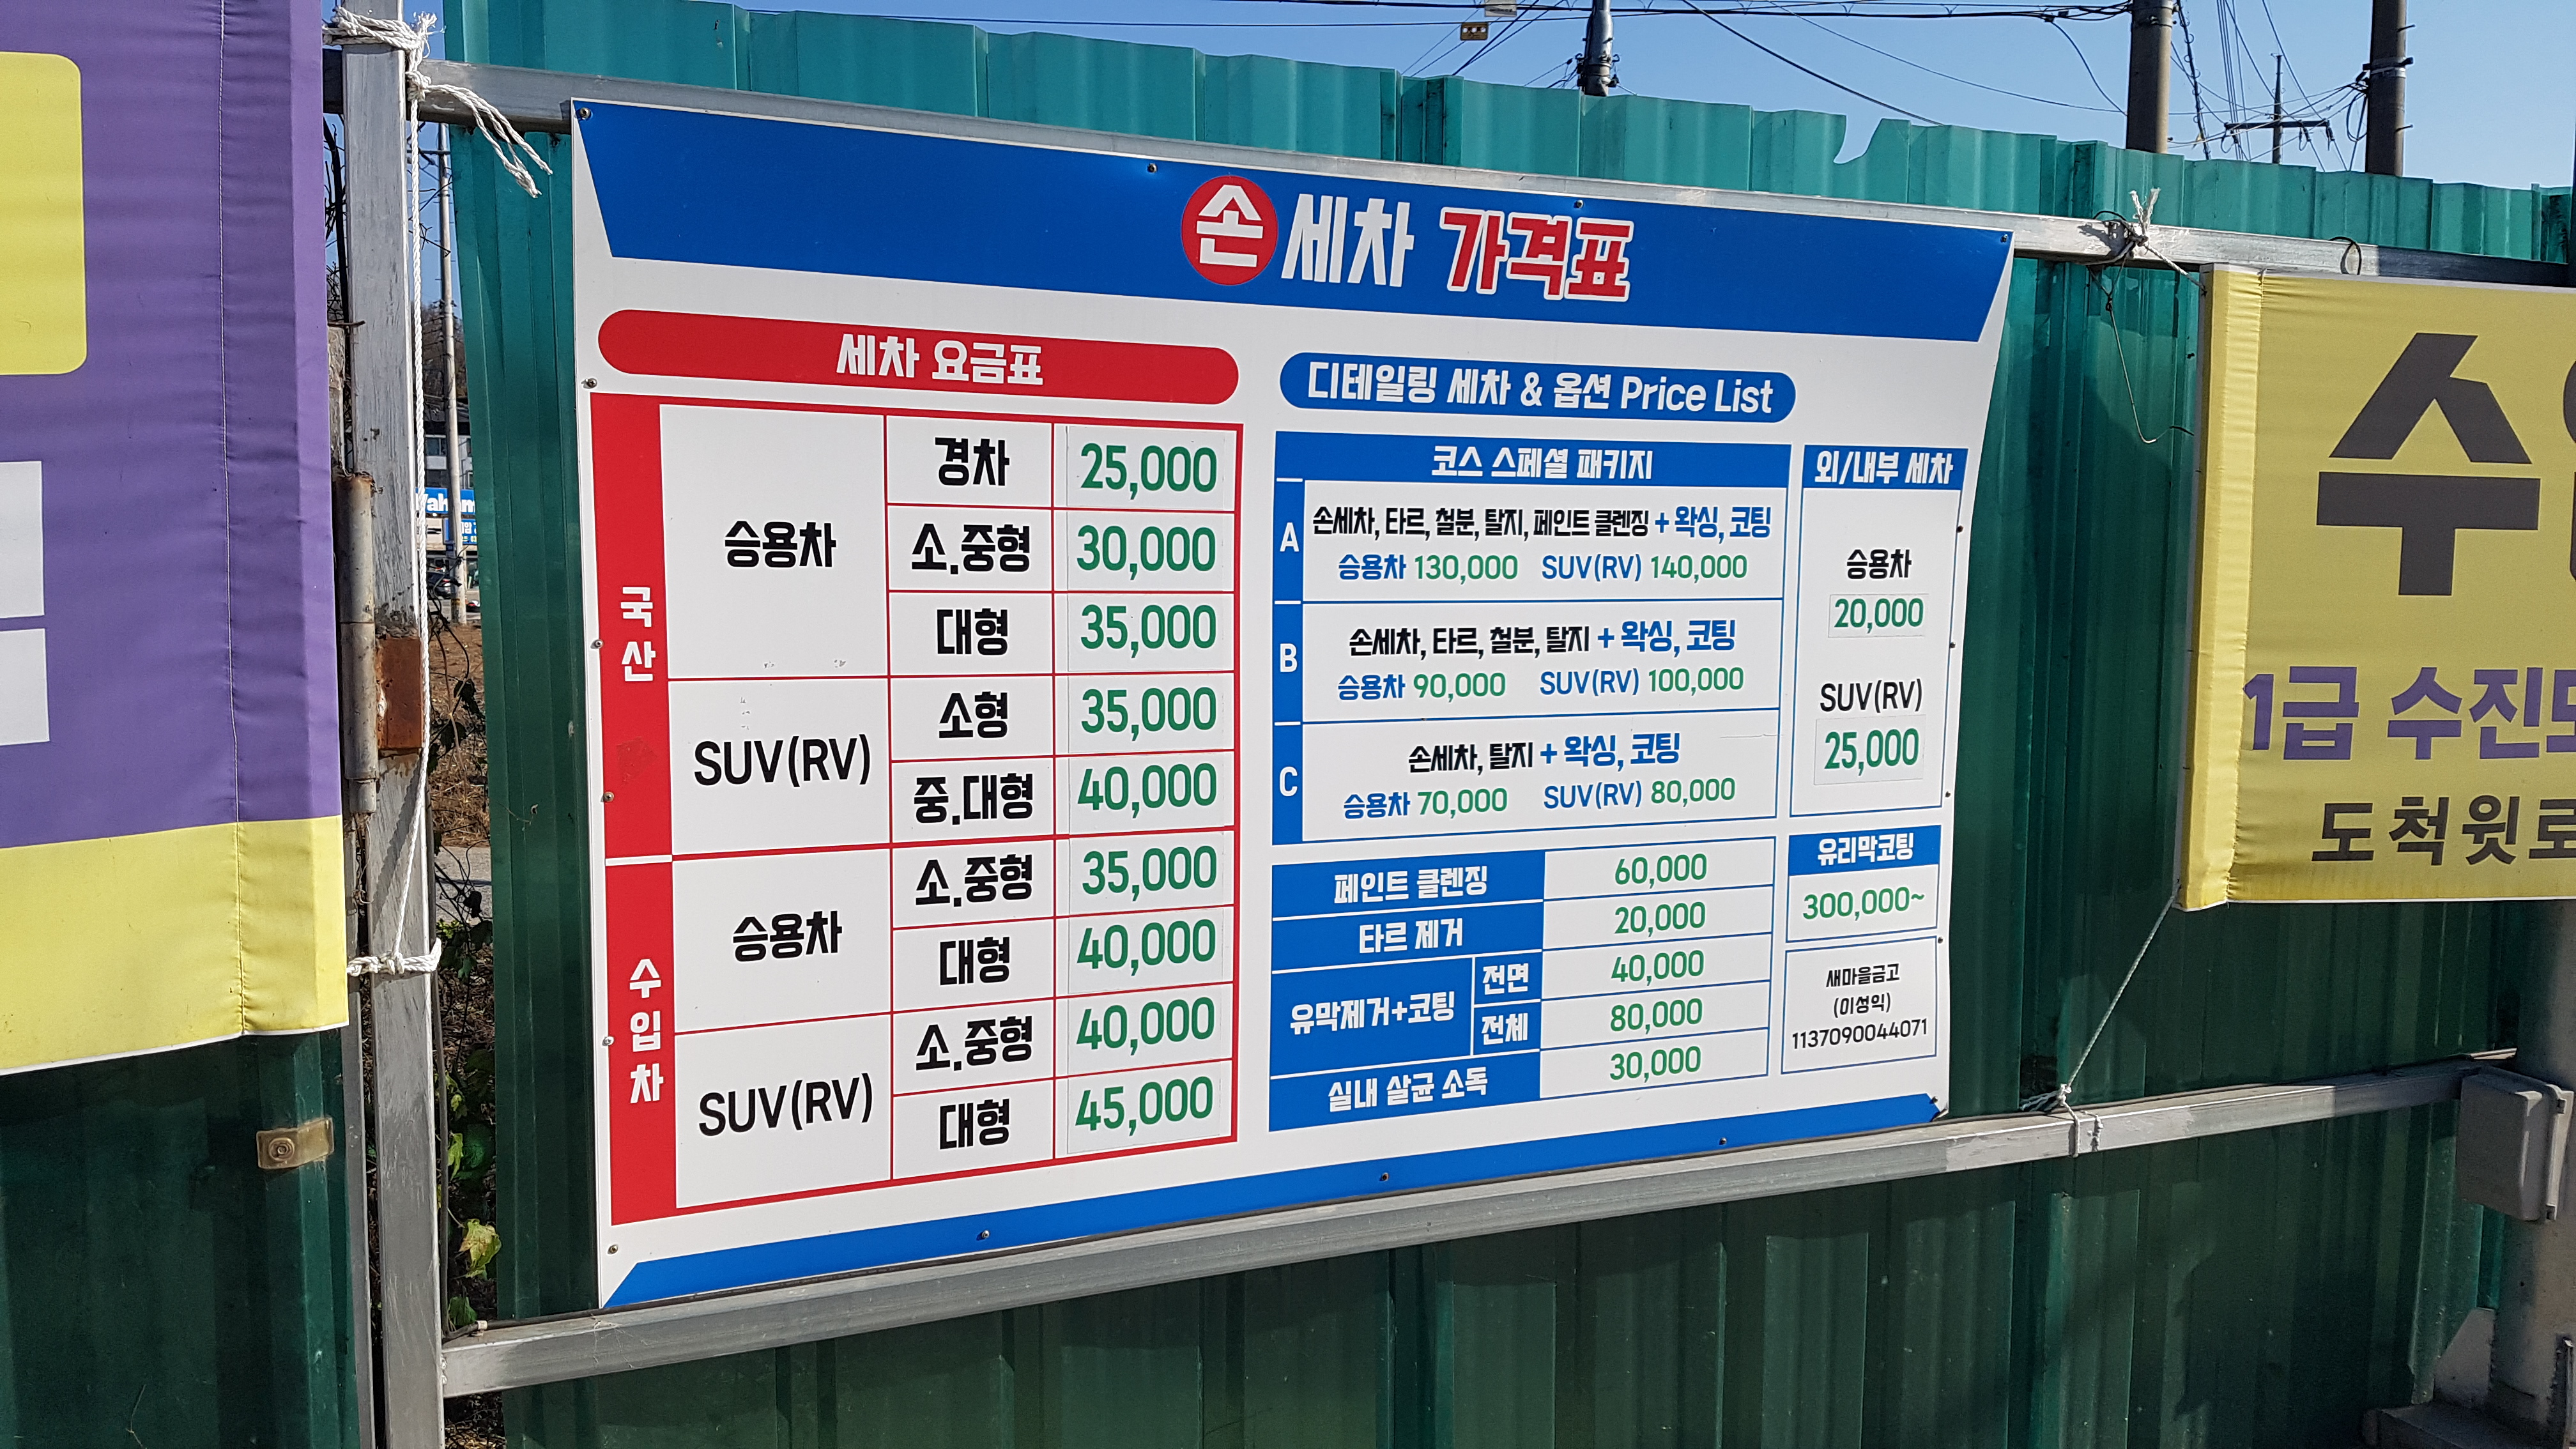 손세차 가격표
세차 요금표
국산
승용차
경차 25,000
소.중형 30,000
대형 35,000
SUV(RV)
소형 35,000
중.대형 40,000
수입차
승용차
소.중형 35,000
대형 40,000
SUV(RV)
소.중형 40,000
대형 45,000
디테일링 세차 & 옵션 Price List
코스 스페셜 패키지
A
손세차, 타르, 철분, 탈지, 페인트 클렌징 + 왁싱, 코팅
승용차 130,000 SUV(RV) 140,000
B
손세차, 타르, 철분, 탈지 + 왁싱, 코팅
승용차 90,000 SUV(RV) 100,000
C
손세차, 탈지 + 왁싱, 코팅
승용차 70,000 SUV(RV) 80,000
페인트 클렌징 60,000
타르 제거 20,000
유막제거+코팅
전면 40,000
전체 80,000
실내 살균 소독 30,000
외/내부 세차
승용차
20,000
SUV(RV)
25,000
유리막코팅
300,000~
새마을금고
(이성익)
1137090044071
수
1급 수진
도척윗로